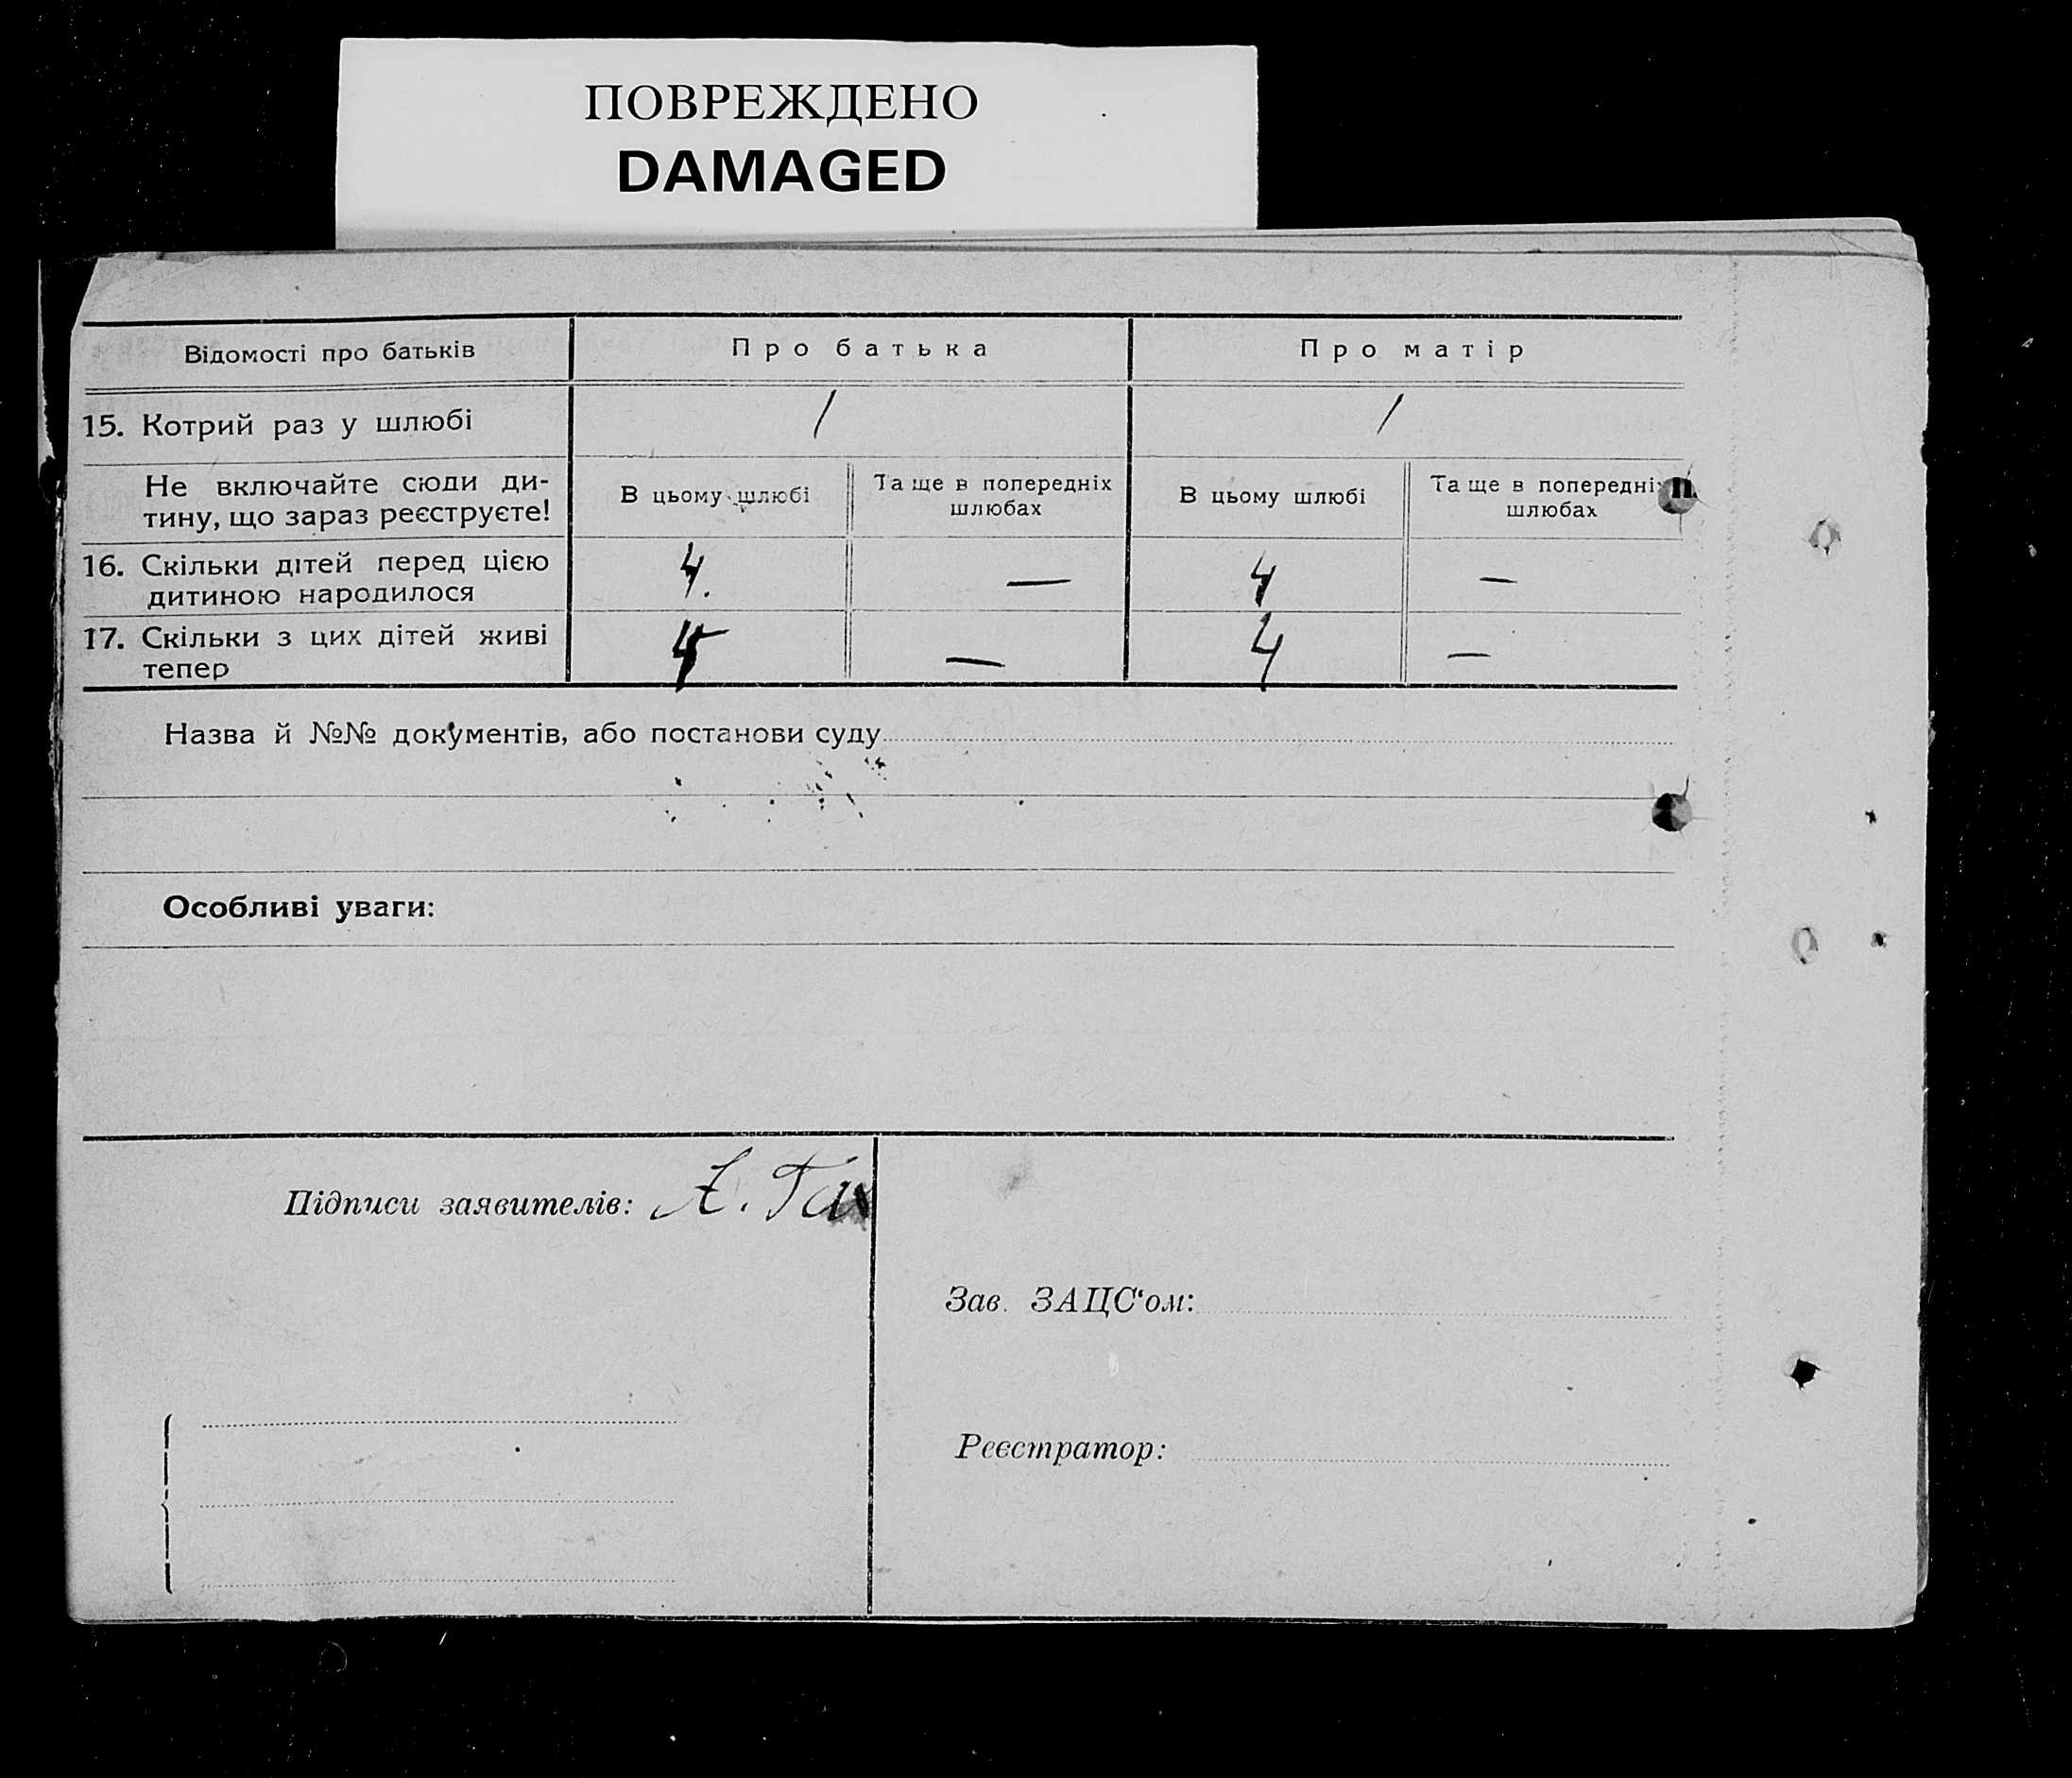 ПОВРЕЖДЕНО
DAMAGED
Відомості про батьків
Про батька
Про матір
15. Котрий раз у шлюбі
/
/
Не включайте сюди ди-
тину, що зараз реєструєте!
В цьому шлюбі
Та ще в попередніх
шлюбах
В цьому шлюбі
Та ще в попередніх
шлюбах
16. Скільки дітей перед цією
дитиною народилося
4.
—
4
—
17. Скільки з цих дітей живі
тепер
4
—
4
—
Назва й №№ документів, або постанови суду
Особливі уваги:
Підписи заявителів:
Зав. ЗАЦС‘ом:
Реєстратор: